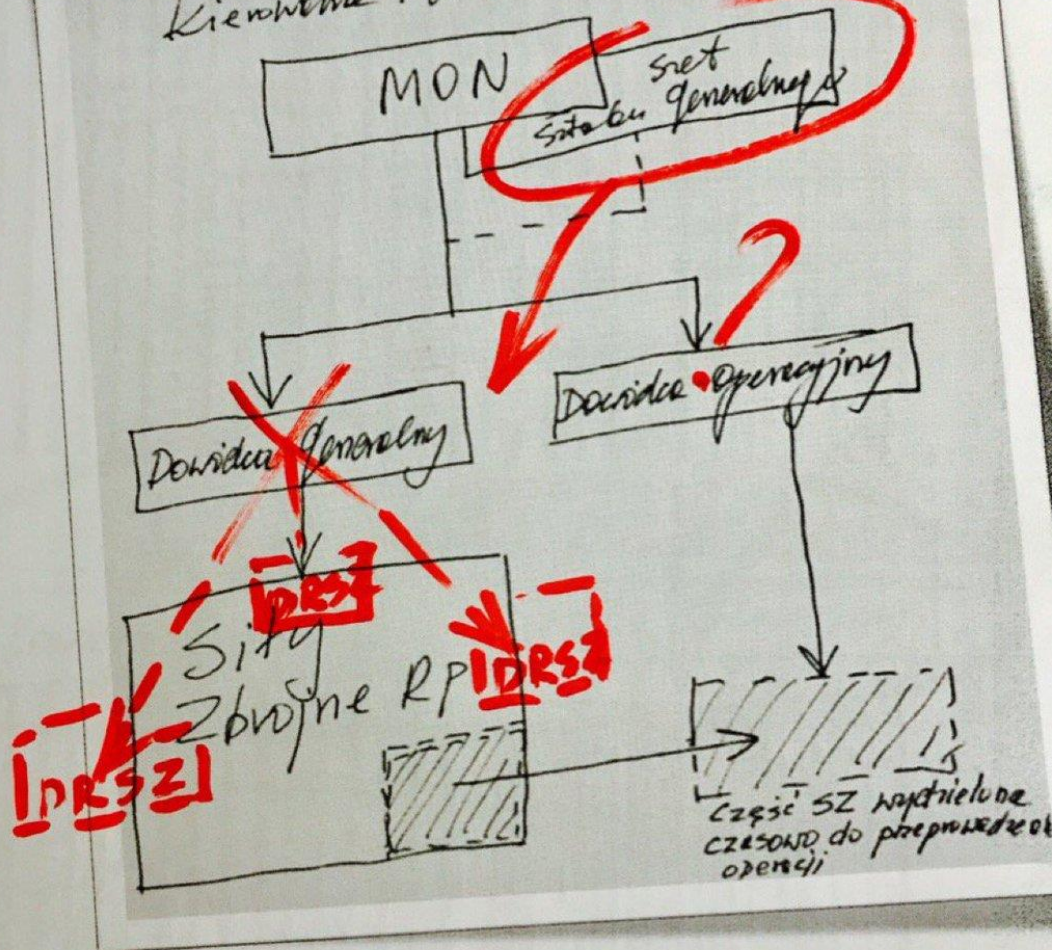 Kierowanie
MON
Szef
Sztabu Generalnego
?
Dowódca Generalny
Dowódca Operacyjny
DRSZ
Siły
Zbrojne RP
DRSZ
DRSZ
część SZ wydzielona
czasowo do przeprowadzenia
operacji